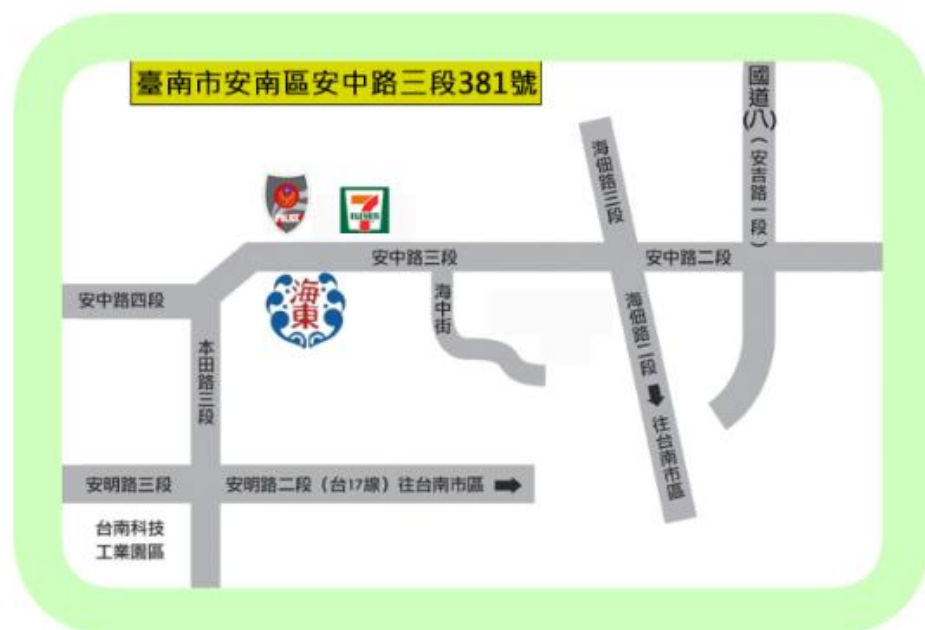 臺南市安南區安中路三段381號
國道(八)(安吉路一段)
海佃路三段
POLICE
7
ELEVEN
安中路三段
安中路二段
安中路四段
海東
海中街
海佃路二段
往台南市區
本田路三段
安明路三段
安明路二段（台17線）往台南市區
台南科技
工業園區